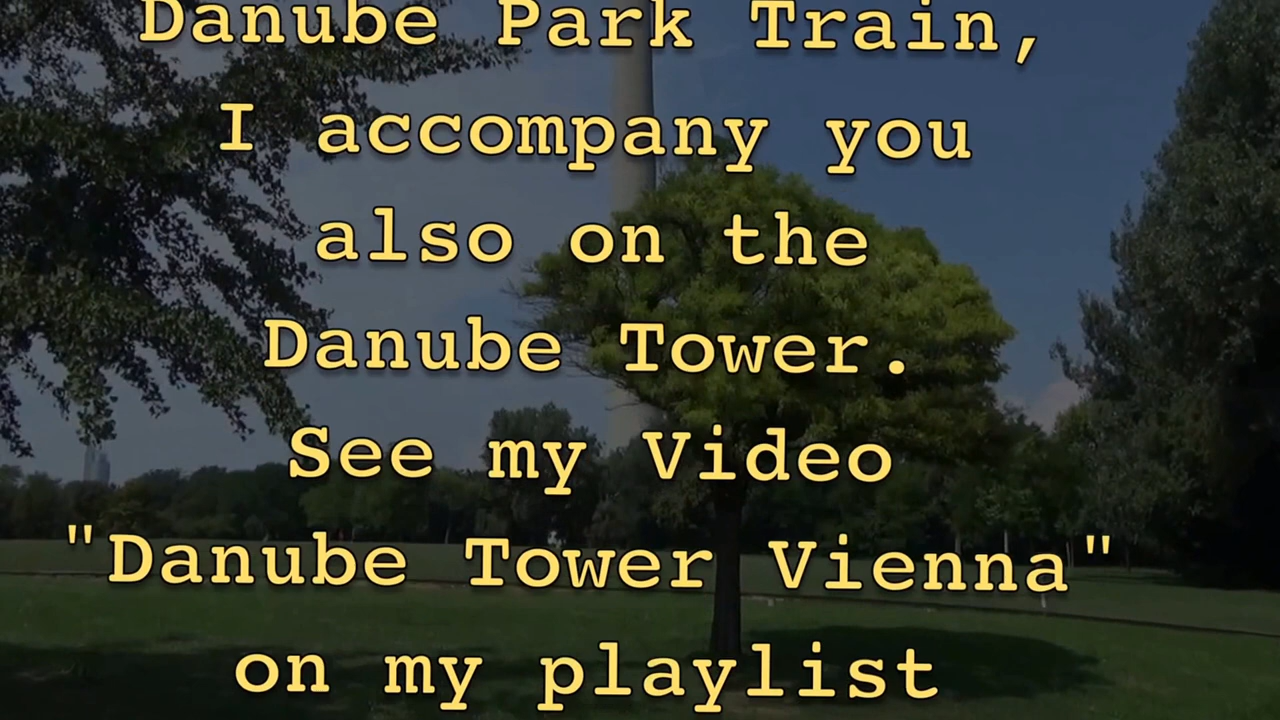 Danube Park Train,
I accompany you
also on the
Danube Tower.
See my Video
"Danube Tower Vienna"
on my playlist